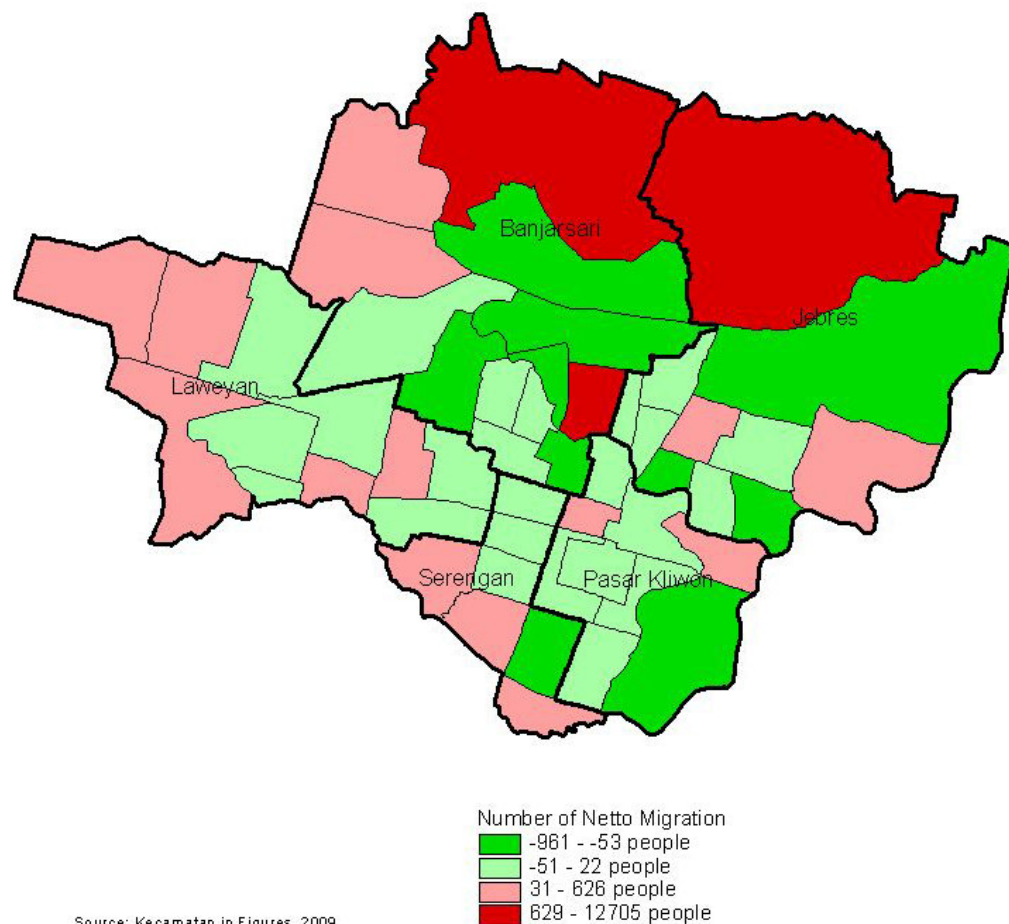 Banjarsari
Jebres
Laweyan
Serengan
Pasar Kliwon
Number of Netto Migration
-961 - -53 people
-51 - 22 people
31 - 626 people
629 - 12705 people
Source: Kecamatan in Figures, 2009